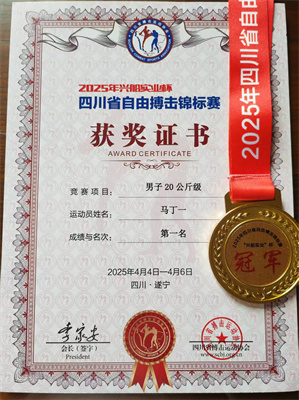 2025年兴船实业杯
四川省自由搏击锦标赛
获奖证书
AWARD CERTIFICATE
竞赛项目： 男子20公斤级
运动员姓名： 马丁一
成绩与名次： 第一名
2025年4月4日—4月6日
四川·遂宁
会长（签字）
President
四川省搏击运动协会
www.scbj.org.cn
2025年四川省自由
冠军